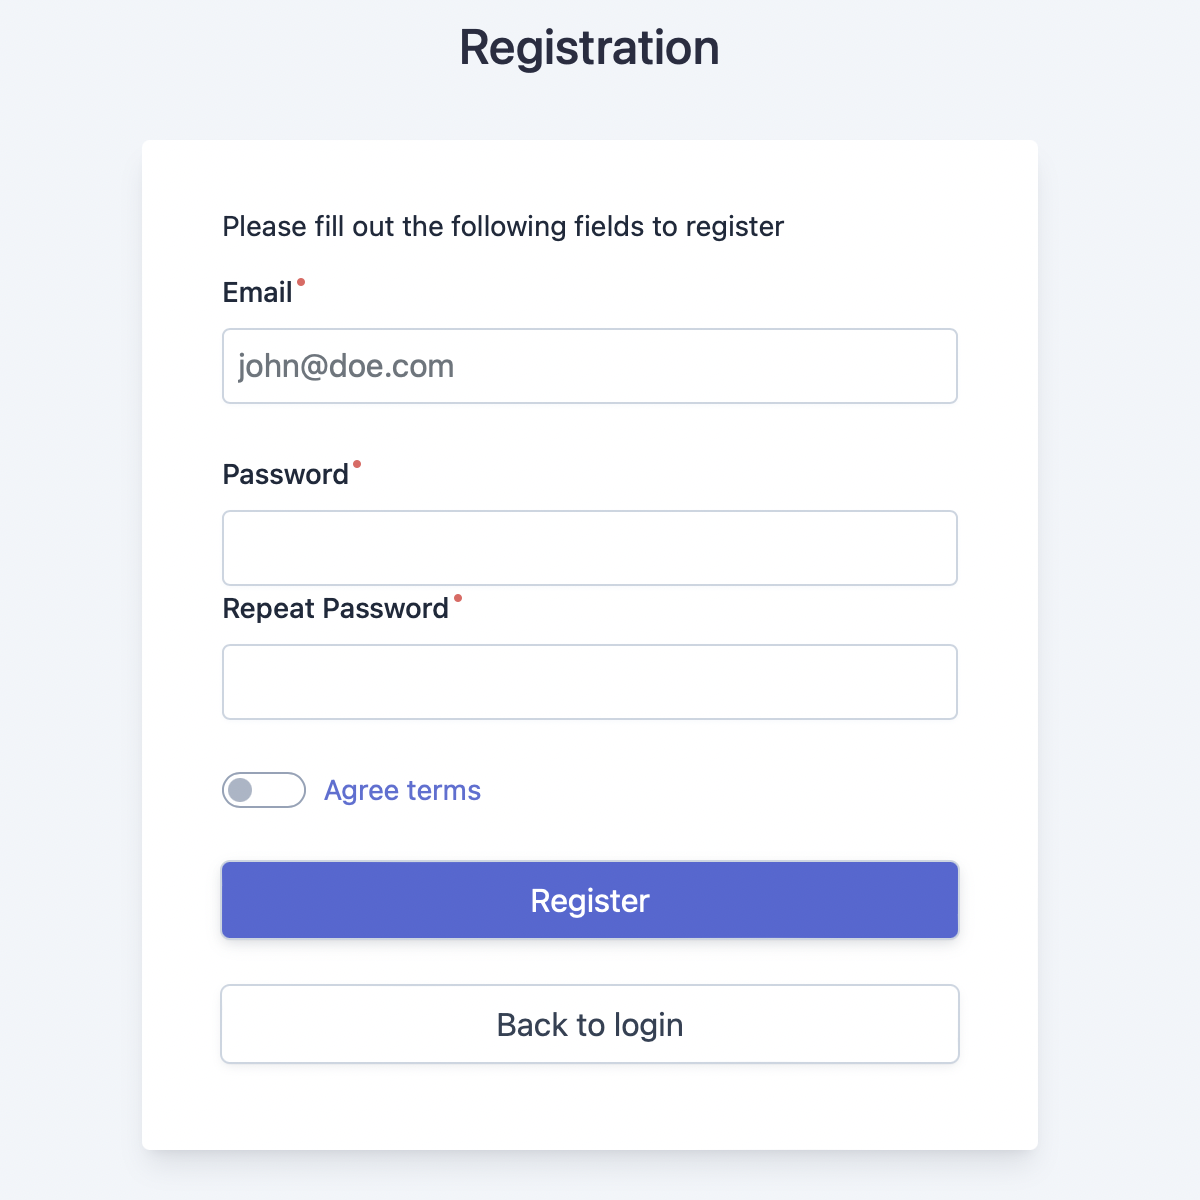 Registration
Please fill out the following fields to register
Email
john@doe.com
Password
Repeat Password
Agree terms
Register
Back to login